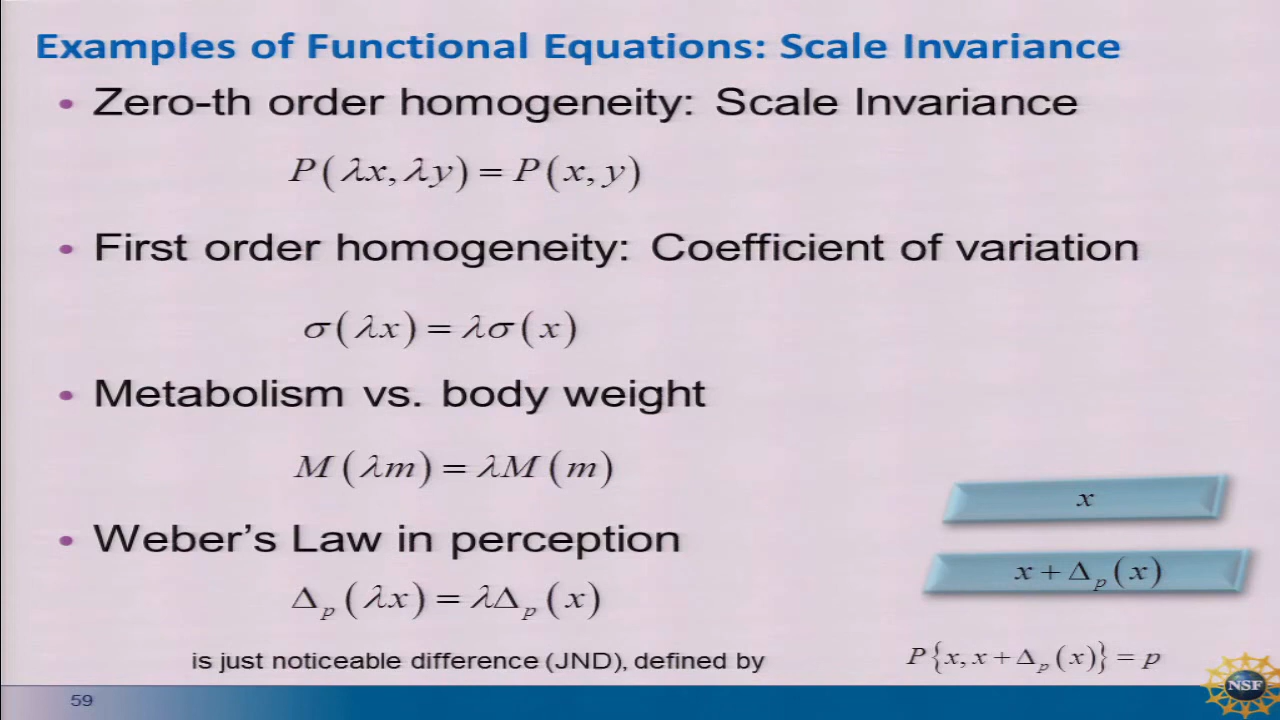 Examples of Functional Equations: Scale Invariance
• Zero-th order homogeneity: Scale Invariance
P(λx, λy) = P(x, y)
• First order homogeneity: Coefficient of variation
σ(λx) = λσ(x)
• Metabolism vs. body weight
M(λm) = λM(m)
x
• Weber's Law in perception
x + Δₚ(x)
Δₚ(λx) = λΔₚ(x)
is just noticeable difference (JND), defined by
P{x, x + Δₚ(x)} = p
59
NSF